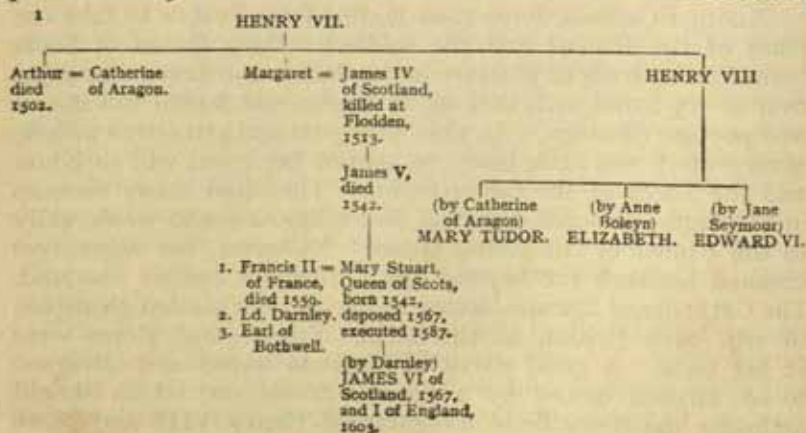 1
HENRY VII.
Arthur = Catherine
died of Aragon.
1502.
Margaret = James IV
of Scotland,
killed at
Flodden,
1513.
HENRY VIII
James V,
died
1542.
(by Catherine
of Aragon)
MARY TUDOR.
(by Anne
Boleyn)
ELIZABETH.
(by Jane
Seymour)
EDWARD VI.
1. Francis II = Mary Stuart,
of France, Queen of Scots,
died 1559. born 1542,
2. Ld. Darnley. deposed 1567,
3. Earl of executed 1587.
Bothwell.
(by Darnley)
JAMES VI of
Scotland, 1567,
and I of England,
1603.